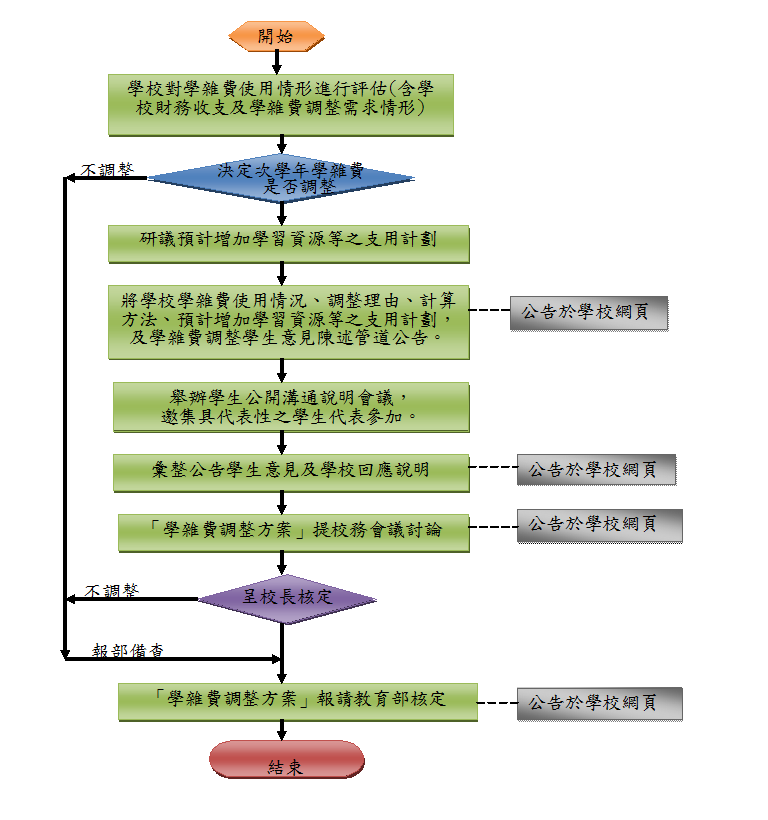 開始
學校對學雜費使用情形進行評估(含學
校財務收支及學雜費調整需求情形)
不調整
決定次學年學雜費
是否調整
研議預計增加學習資源等之支用計劃
將學校學雜費使用情況、調整理由、計算
方法、預計增加學習資源等之支用計劃，
及學雜費調整學生意見陳述管道公告。
公告於學校網頁
舉辦學生公開溝通說明會議，
邀集具代表性之學生代表參加。
彙整公告學生意見及學校回應說明
公告於學校網頁
「學雜費調整方案」提校務會議討論
公告於學校網頁
不調整
呈校長核定
報部備查
「學雜費調整方案」報請教育部核定
公告於學校網頁
結束